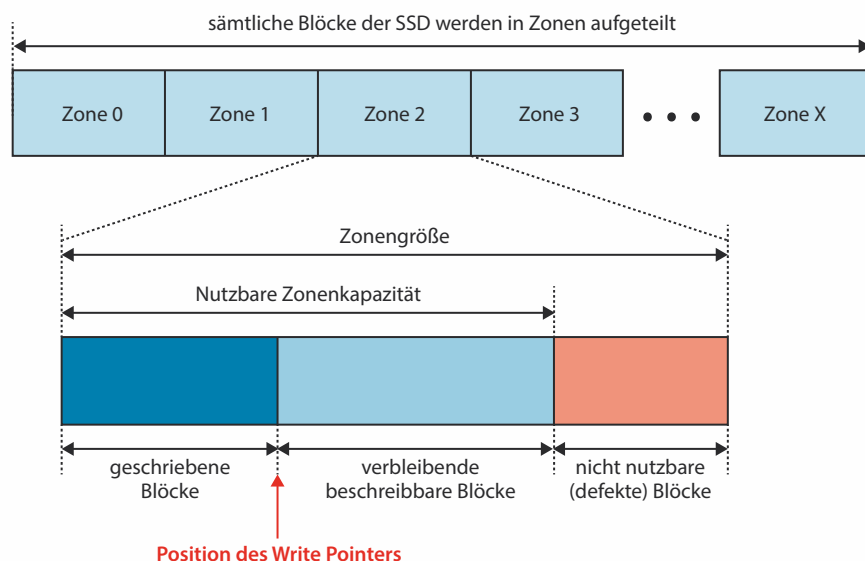 sämtliche Blöcke der SSD werden in Zonen aufgeteilt
Zone 0
Zone 1
Zone 2
Zone 3
Zone X
Zonengröße
Nutzbare Zonenkapazität
geschriebene
Blöcke
verbleibende
beschreibbare Blöcke
nicht nutzbare
(defekte) Blöcke
Position des Write Pointers